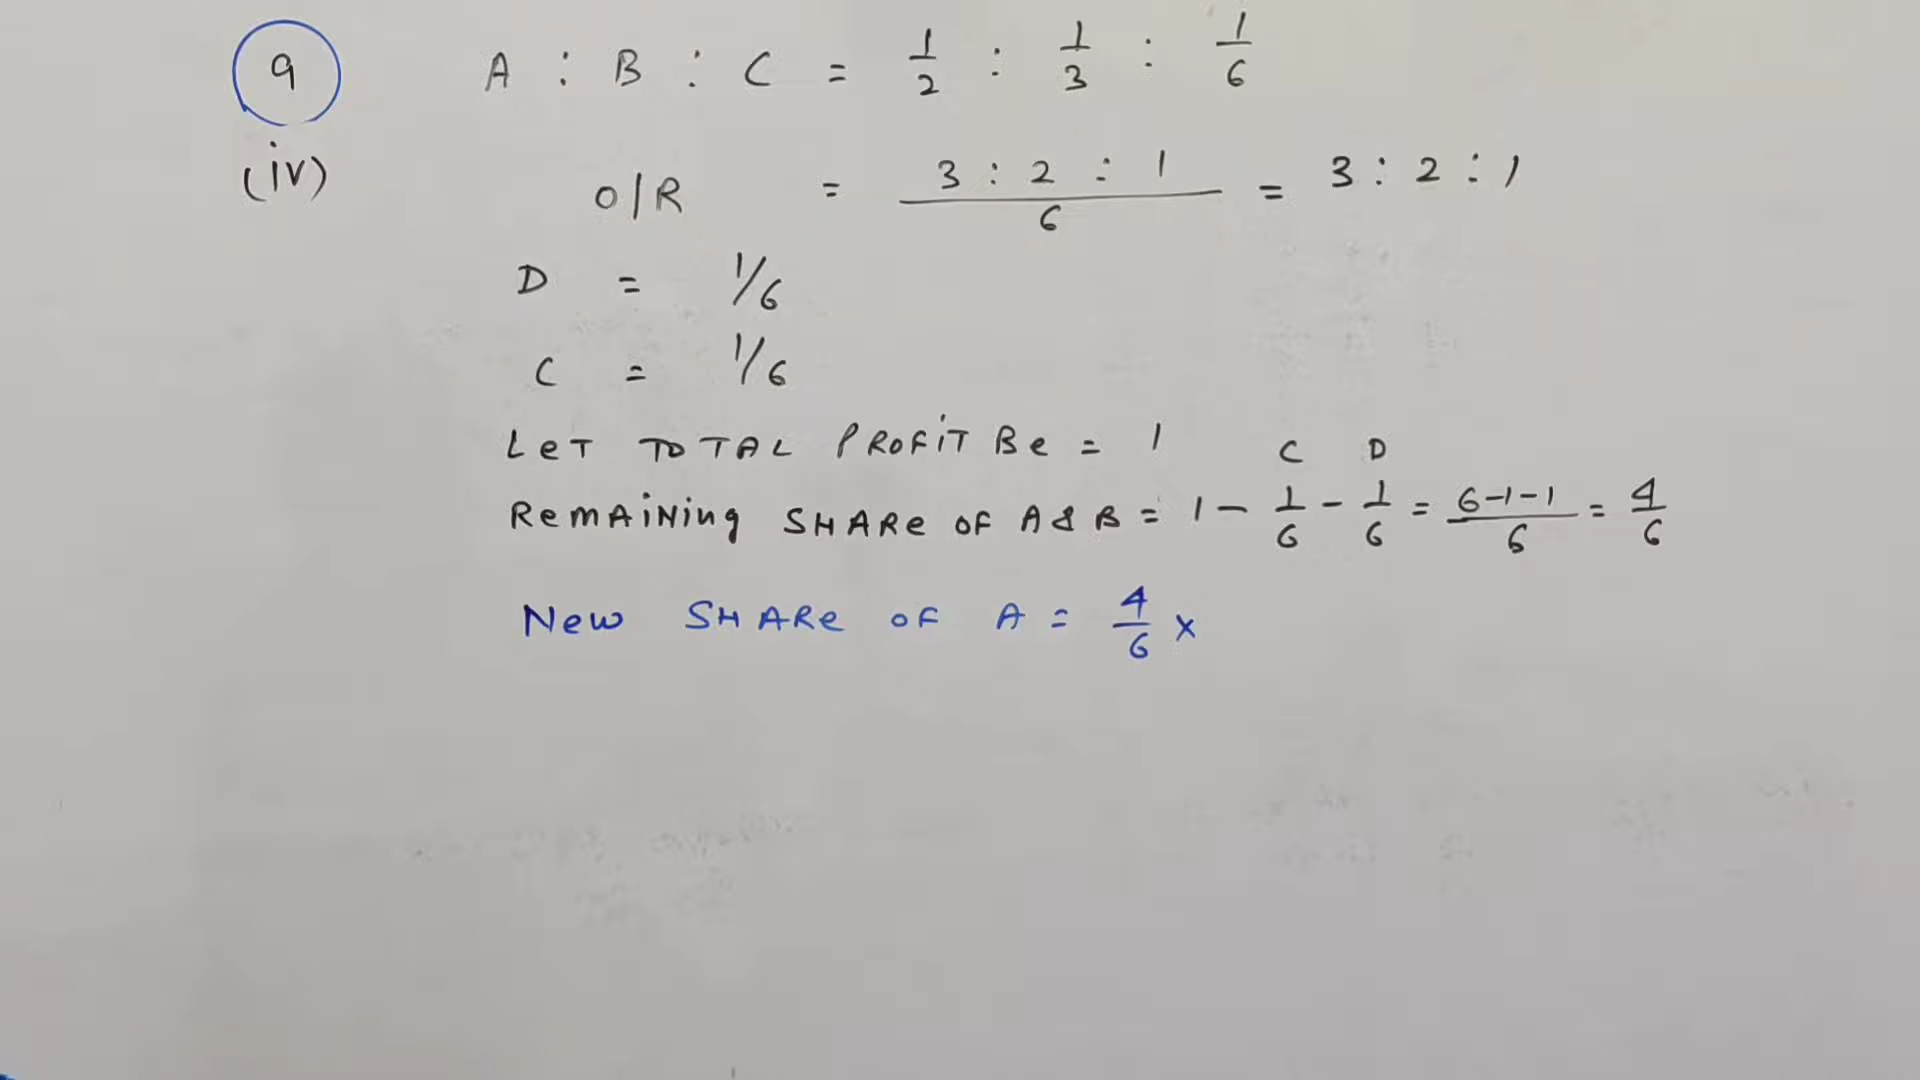 9 A : B : C = 1/2 : 1/3 : 1/6
(iv) O/R = 3 : 2 : 1 / 6 = 3 : 2 : 1
D = 1/6
C = 1/6
LeT TOTAL PROFiT Be = 1
C D
RemAiNing SHARe OF A & B = 1 - 1/6 - 1/6 = 6-1-1/6 = 4/6
New SHARe OF A = 4/6 x